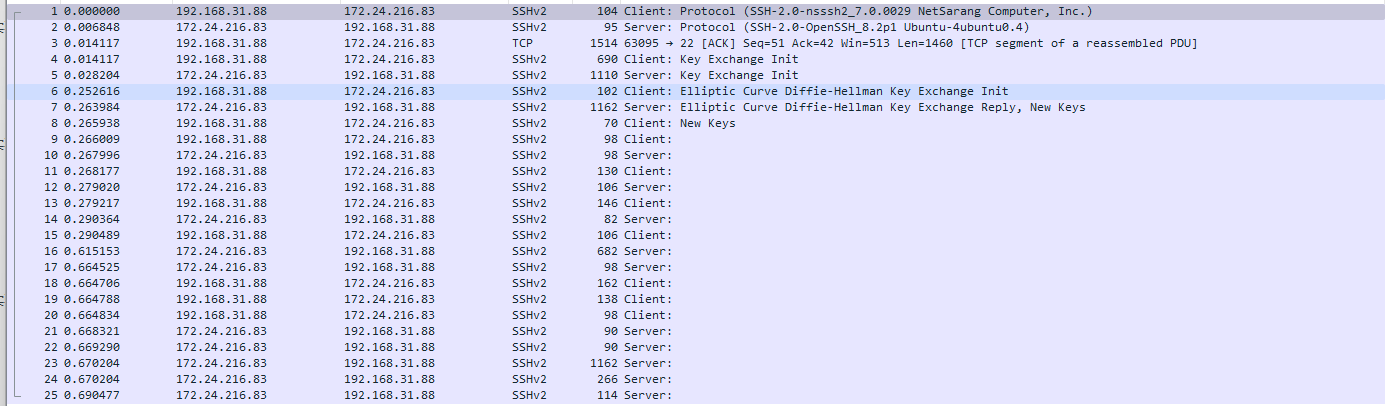 1 0.000000 192.168.31.88 172.24.216.83 SSHv2 104 Client: Protocol (SSH-2.0-nsssh2_7.0.0029 NetSarang Computer, Inc.)
2 0.006848 172.24.216.83 192.168.31.88 SSHv2 95 Server: Protocol (SSH-2.0-OpenSSH_8.2p1 Ubuntu-4ubuntu0.4)
3 0.014117 192.168.31.88 172.24.216.83 TCP 1514 63095 → 22 [ACK] Seq=51 Ack=42 Win=513 Len=1460 [TCP segment of a reassembled PDU]
4 0.014117 192.168.31.88 172.24.216.83 SSHv2 690 Client: Key Exchange Init
5 0.028204 172.24.216.83 192.168.31.88 SSHv2 1110 Server: Key Exchange Init
6 0.252616 192.168.31.88 172.24.216.83 SSHv2 102 Client: Elliptic Curve Diffie-Hellman Key Exchange Init
7 0.263984 172.24.216.83 192.168.31.88 SSHv2 1162 Server: Elliptic Curve Diffie-Hellman Key Exchange Reply, New Keys
8 0.265938 192.168.31.88 172.24.216.83 SSHv2 70 Client: New Keys
9 0.266009 192.168.31.88 172.24.216.83 SSHv2 98 Client:
10 0.267996 172.24.216.83 192.168.31.88 SSHv2 98 Server:
11 0.268177 192.168.31.88 172.24.216.83 SSHv2 130 Client:
12 0.279020 172.24.216.83 192.168.31.88 SSHv2 106 Server:
13 0.279217 192.168.31.88 172.24.216.83 SSHv2 146 Client:
14 0.290364 172.24.216.83 192.168.31.88 SSHv2 82 Server:
15 0.290489 192.168.31.88 172.24.216.83 SSHv2 106 Client:
16 0.615153 172.24.216.83 192.168.31.88 SSHv2 682 Server:
17 0.664525 172.24.216.83 192.168.31.88 SSHv2 98 Server:
18 0.664706 192.168.31.88 172.24.216.83 SSHv2 162 Client:
19 0.664788 192.168.31.88 172.24.216.83 SSHv2 138 Client:
20 0.664834 192.168.31.88 172.24.216.83 SSHv2 98 Client:
21 0.668321 172.24.216.83 192.168.31.88 SSHv2 90 Server:
22 0.669290 172.24.216.83 192.168.31.88 SSHv2 90 Server:
23 0.670204 172.24.216.83 192.168.31.88 SSHv2 1162 Server:
24 0.670204 172.24.216.83 192.168.31.88 SSHv2 266 Server:
25 0.690477 172.24.216.83 192.168.31.88 SSHv2 114 Server: